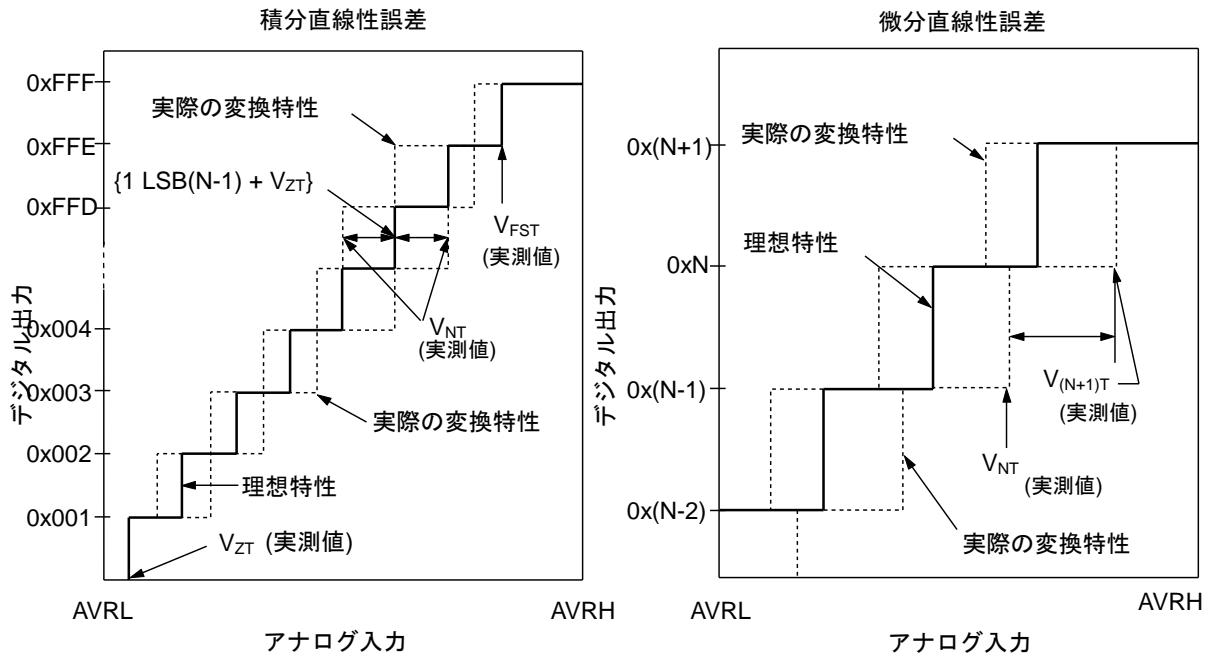 積分直線性誤差
0xFFF
0xFFE
0xFFD
0x004
0x003
0x002
0x001
デジタル出力
実際の変換特性
{1 LSB(N-1) + VZT}
VFST
(実測値)
VNT
(実測値)
実際の変換特性
理想特性
VZT (実測値)
AVRL
AVRH
アナログ入力
微分直線性誤差
0x(N+1)
0xN
0x(N-1)
0x(N-2)
デジタル出力
実際の変換特性
理想特性
V(N+1)T
(実測値)
VNT
(実測値)
実際の変換特性
AVRL
AVRH
アナログ入力